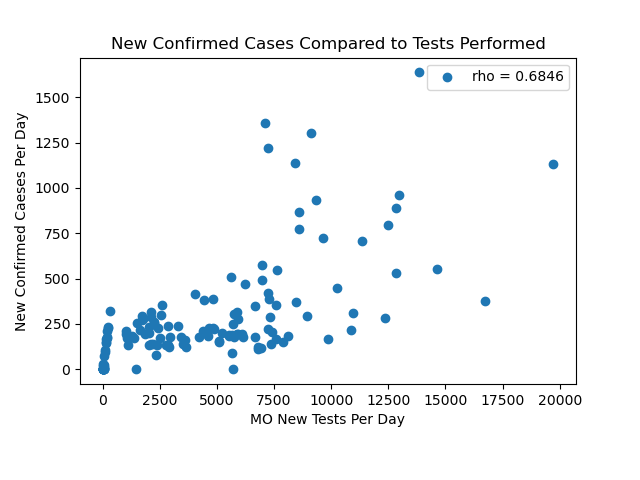 New Confirmed Cases Compared to Tests Performed
rho = 0.6846
New Confirmed Caeses Per Day
1500
1250
1000
750
500
250
0
0 2500 5000 7500 10000 12500 15000 17500 20000
MO New Tests Per Day